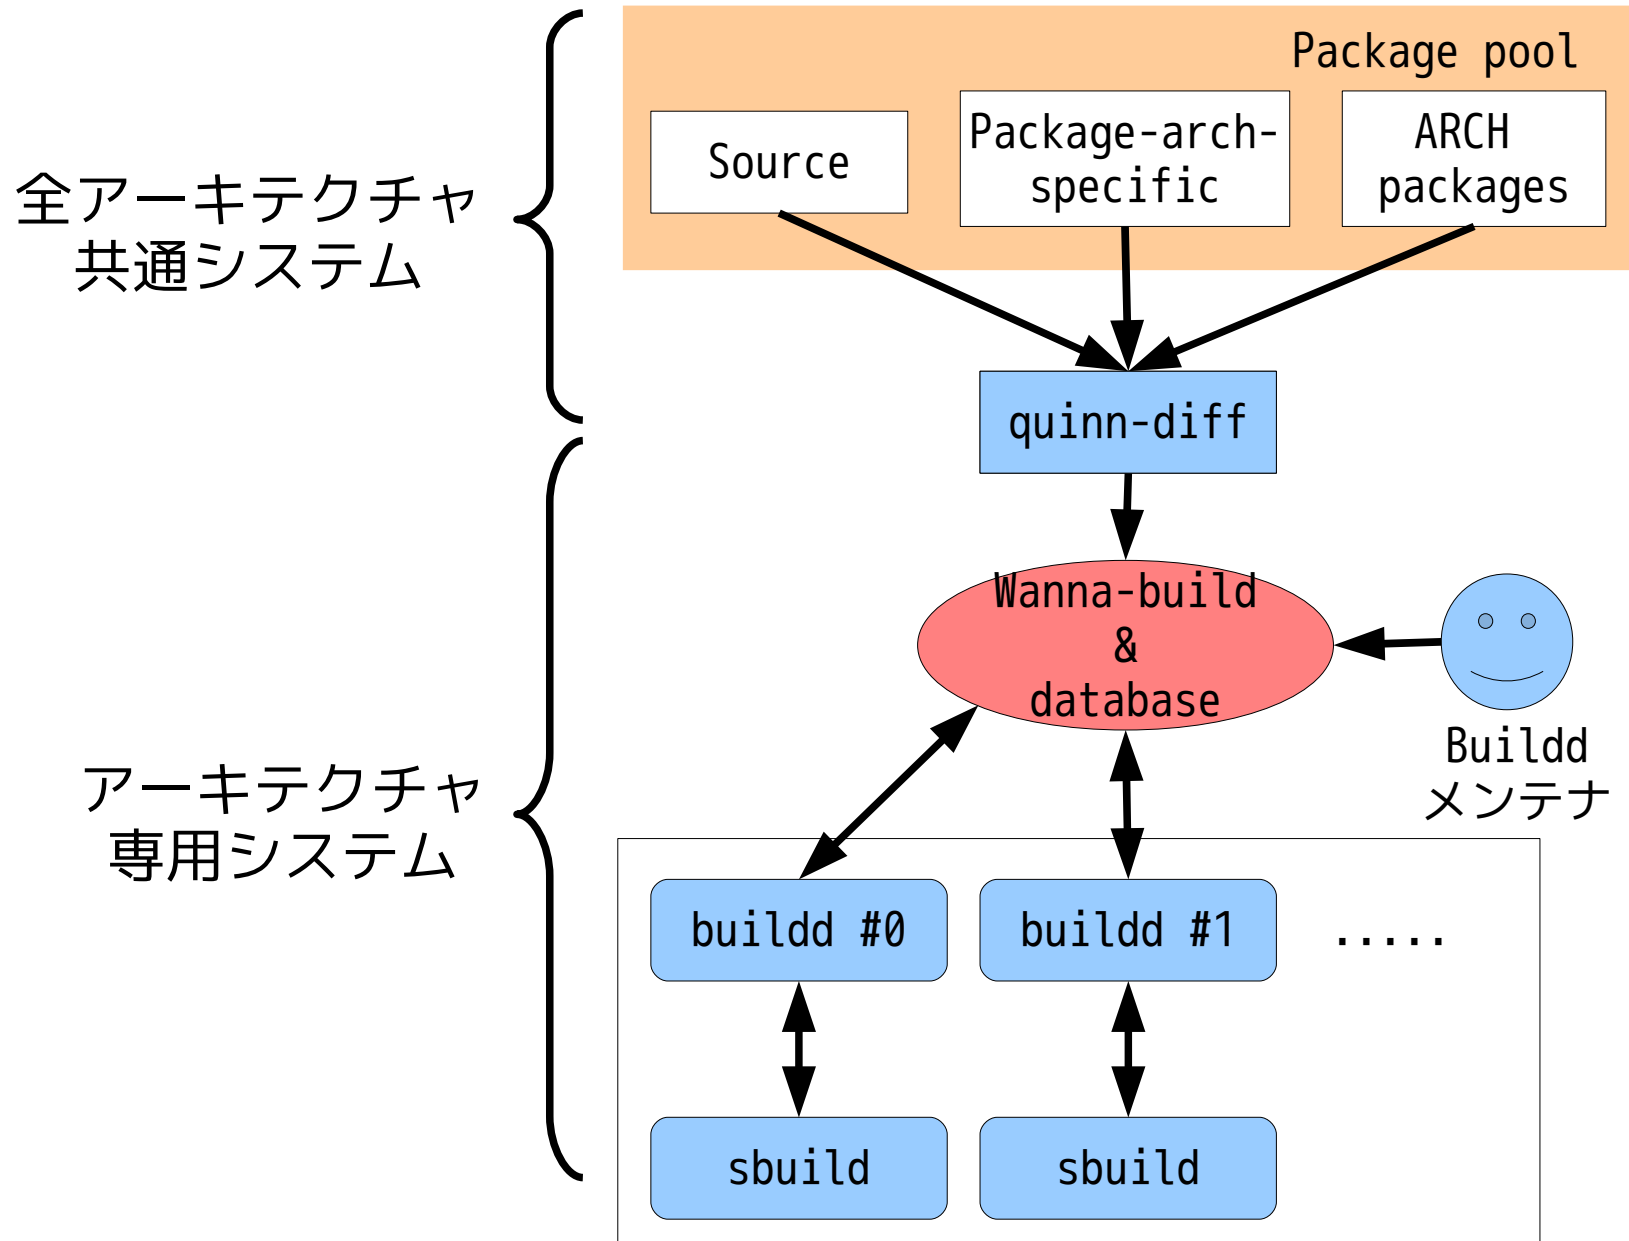 Package pool
Source
Package-arch-
specific
ARCH
packages
全アーキテクチャ
共通システム
quinn-diff
Wanna-build
&
database
Buildd
メンテナ
アーキテクチャ
専用システム
buildd #0
buildd #1
.....
sbuild
sbuild